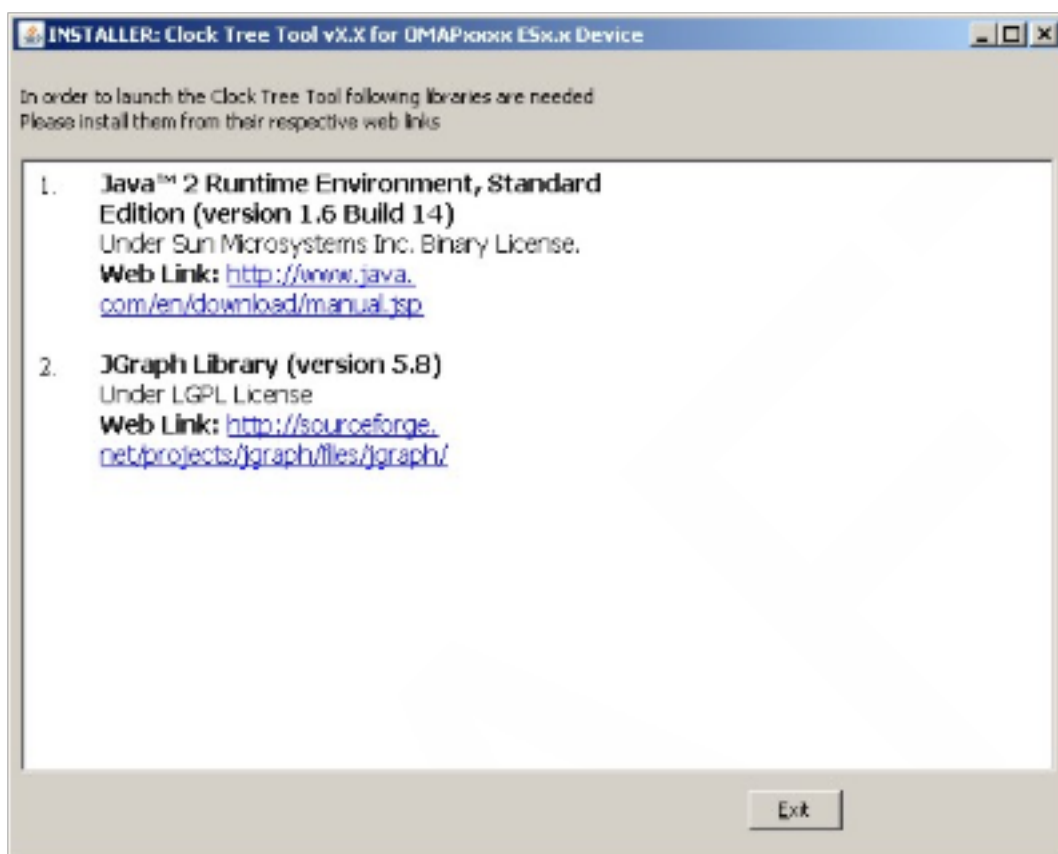 INSTALLER: Clock Tree Tool vX.X for OMAPxxxx ESx.x Device
In order to launch the Clock Tree Tool following libraries are needed
Please install them from their respective web links
1. Java™ 2 Runtime Environment, Standard
Edition (version 1.6 Build 14)
Under Sun Microsystems Inc. Binary License.
Web Link: http://www.java.
com/en/download/manual.jsp
2. JGraph Library (version 5.8)
Under LGPL License
Web Link: http://sourceforge.
net/projects/jgraph/files/jgraph/
Exit